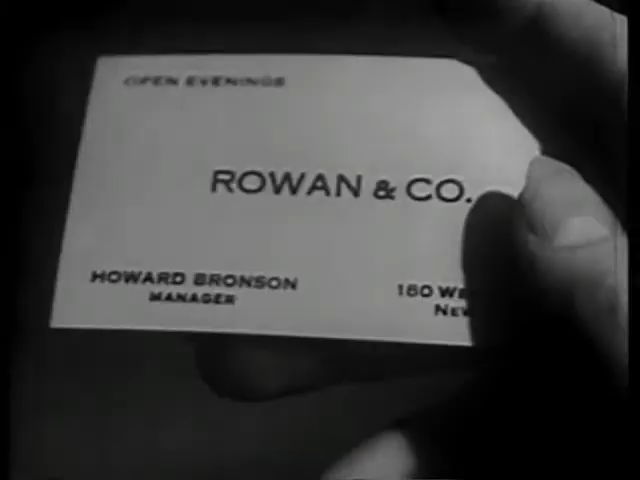 OPEN EVENINGS
ROWAN & CO.
HOWARD BRONSON
MANAGER
160